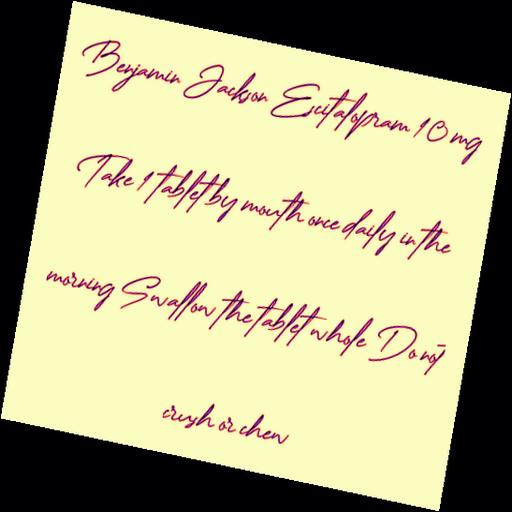 Benjamin Jackson Escitalopram 10 mg
Take 1 tablet by mouth once daily in the
morning Swallow the tablet whole Do not
crush or chew